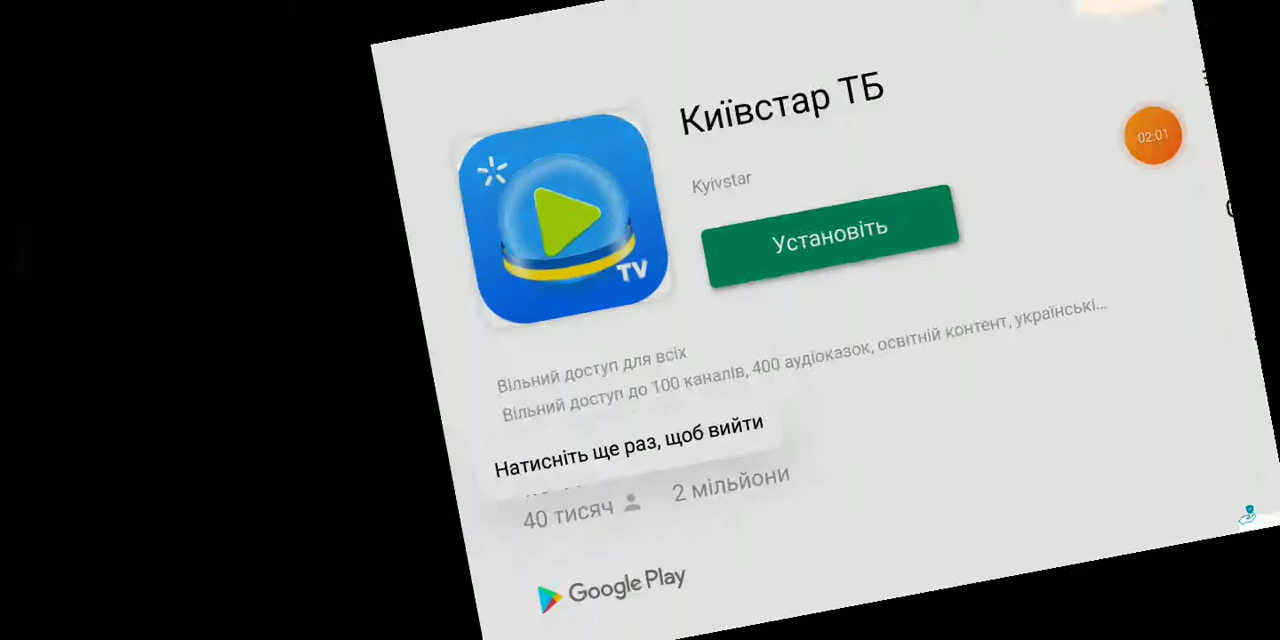 Київстар ТБ
02:01
Kyivstar
TV
Установіть
Вільний доступ для всіх
Вільний доступ до 100 каналів, 400 аудіоказок, освітній контент, українські...
Натисніть ще раз, щоб вийти
40 тисяч
2 мільйони
Google Play